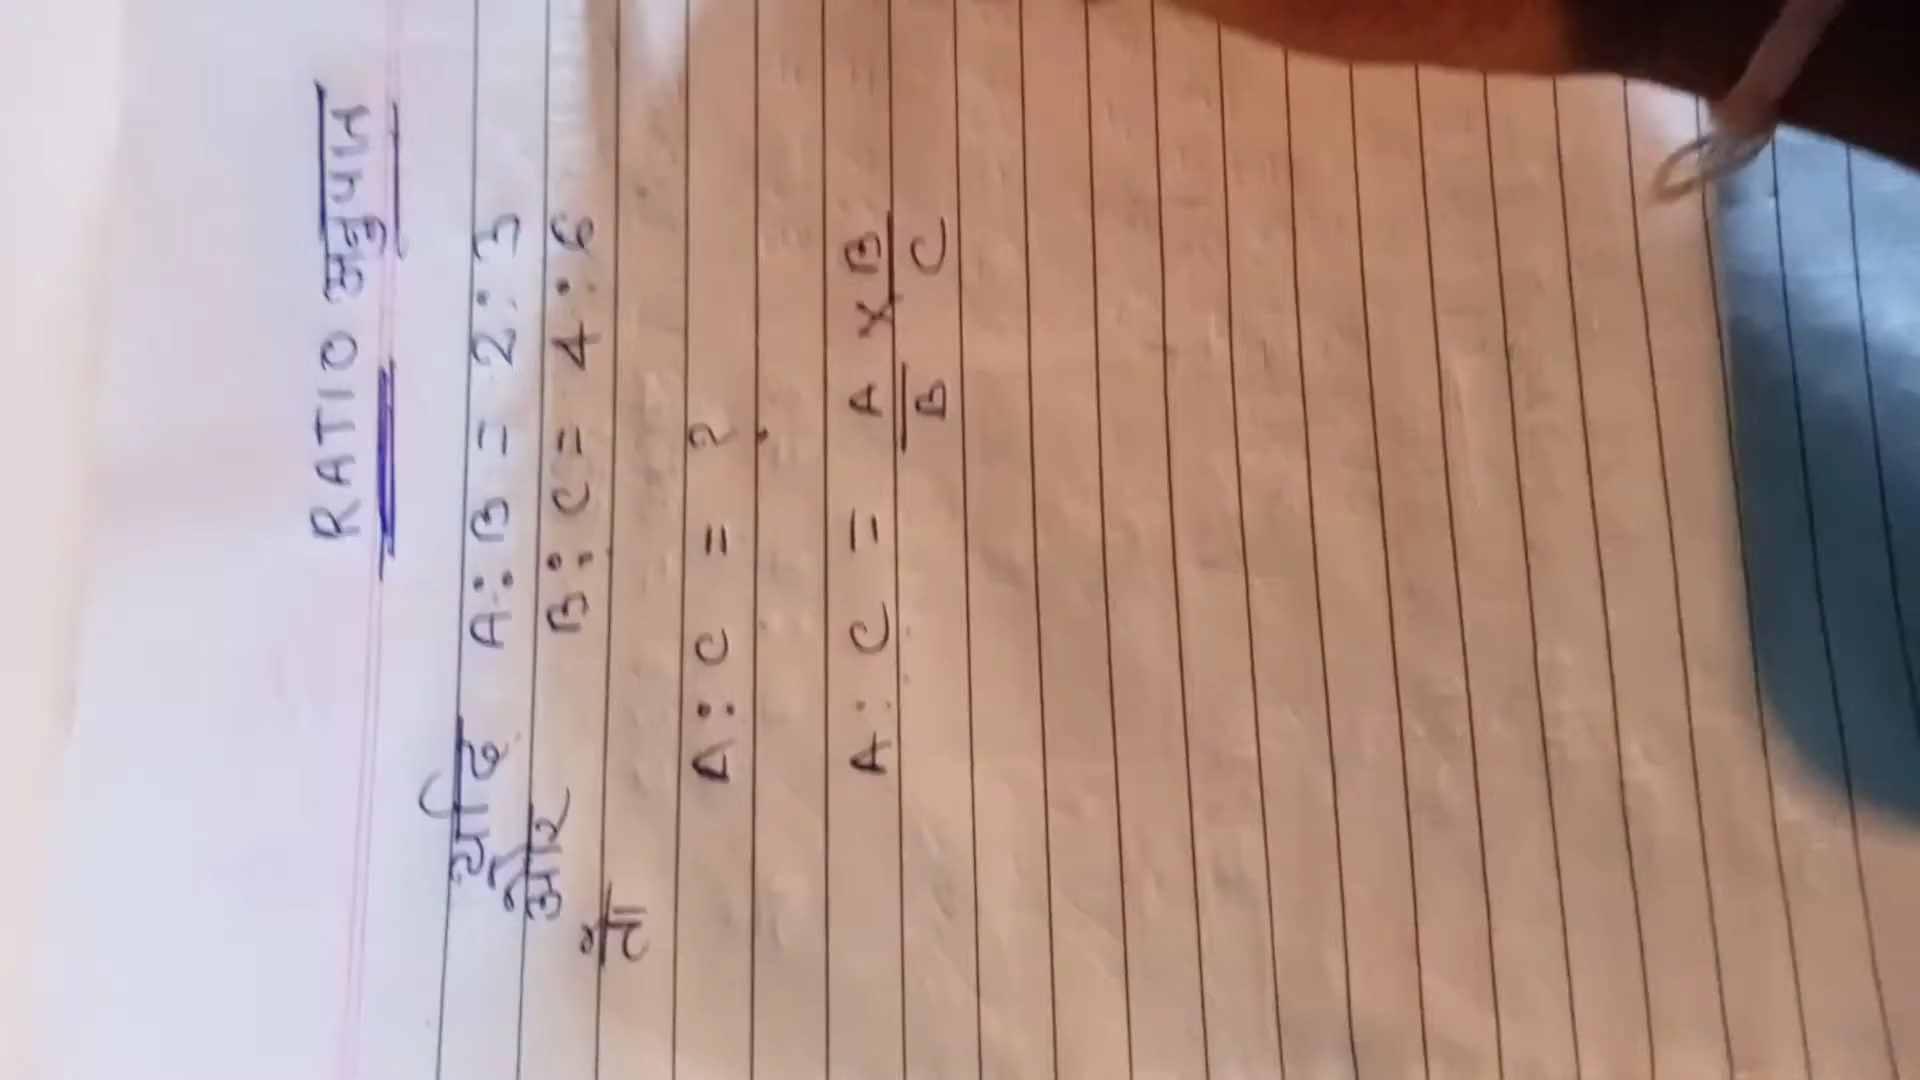 RATIO अनुपात
यदि A:B = 2:3
और B:C = 4:6
तो
A:C = ?
A:C = A/B × B/C